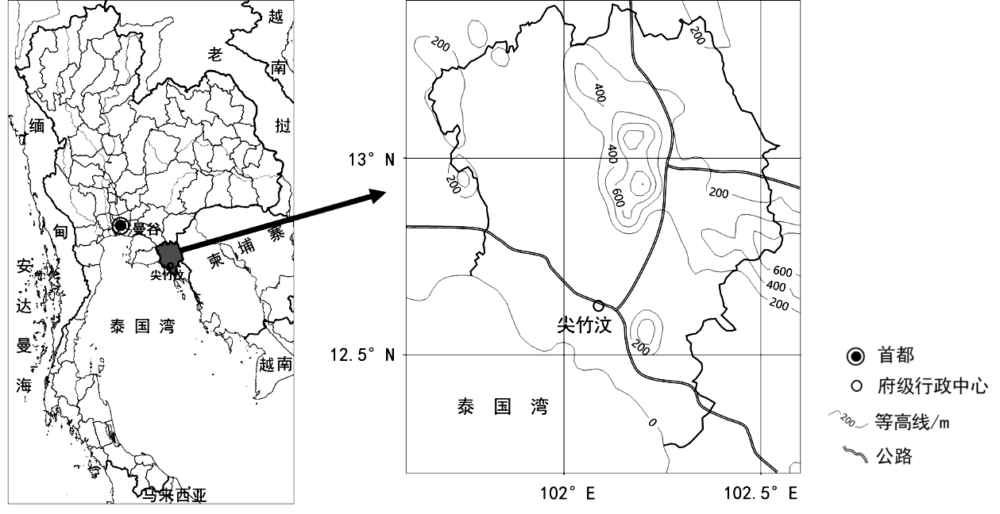 越
南
挝
老
缅
甸
曼谷
柬埔寨
尖竹汶
安达曼海
泰国湾
越南
马来西亚
200
200
400
13° N
400
200
600
200
600
400
200
尖竹汶
200
12.5° N
泰国湾
0
102° E
102.5° E
首都
府级行政中心
200 等高线/m
公路